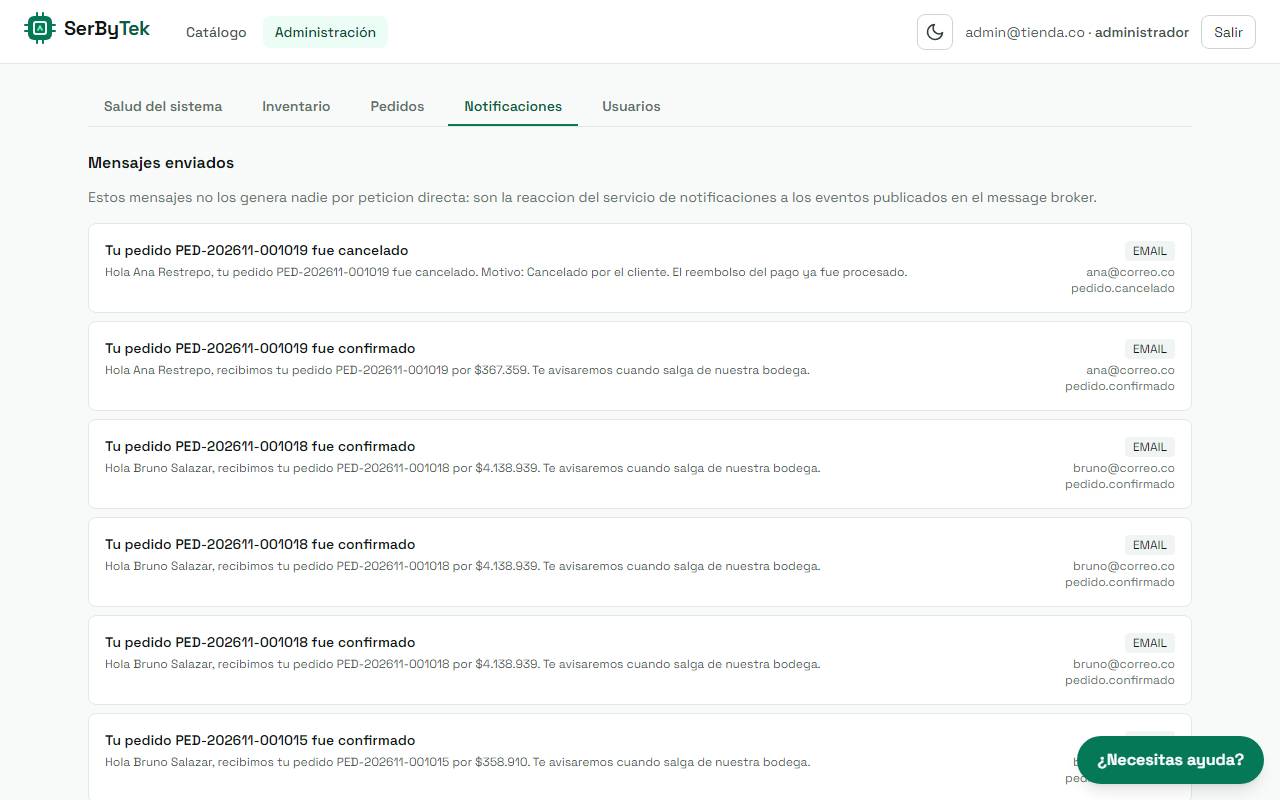 SerByTek
Catálogo
Administración
admin@tienda.co · administrador
Salir
Salud del sistema
Inventario
Pedidos
Notificaciones
Usuarios
Mensajes enviados
Estos mensajes no los genera nadie por peticion directa: son la reaccion del servicio de notificaciones a los eventos publicados en el message broker.
Tu pedido PED-202611-001019 fue cancelado
EMAIL
Hola Ana Restrepo, tu pedido PED-202611-001019 fue cancelado. Motivo: Cancelado por el cliente. El reembolso del pago ya fue procesado.
ana@correo.co
pedido.cancelado
Tu pedido PED-202611-001019 fue confirmado
EMAIL
Hola Ana Restrepo, recibimos tu pedido PED-202611-001019 por $367.359. Te avisaremos cuando salga de nuestra bodega.
ana@correo.co
pedido.confirmado
Tu pedido PED-202611-001018 fue confirmado
EMAIL
Hola Bruno Salazar, recibimos tu pedido PED-202611-001018 por $4.138.939. Te avisaremos cuando salga de nuestra bodega.
bruno@correo.co
pedido.confirmado
Tu pedido PED-202611-001018 fue confirmado
EMAIL
Hola Bruno Salazar, recibimos tu pedido PED-202611-001018 por $4.138.939. Te avisaremos cuando salga de nuestra bodega.
bruno@correo.co
pedido.confirmado
Tu pedido PED-202611-001018 fue confirmado
EMAIL
Hola Bruno Salazar, recibimos tu pedido PED-202611-001018 por $4.138.939. Te avisaremos cuando salga de nuestra bodega.
bruno@correo.co
pedido.confirmado
Tu pedido PED-202611-001015 fue confirmado
Hola Bruno Salazar, recibimos tu pedido PED-202611-001015 por $358.910. Te avisaremos cuando salga de nuestra bodega.
¿Necesitas ayuda?